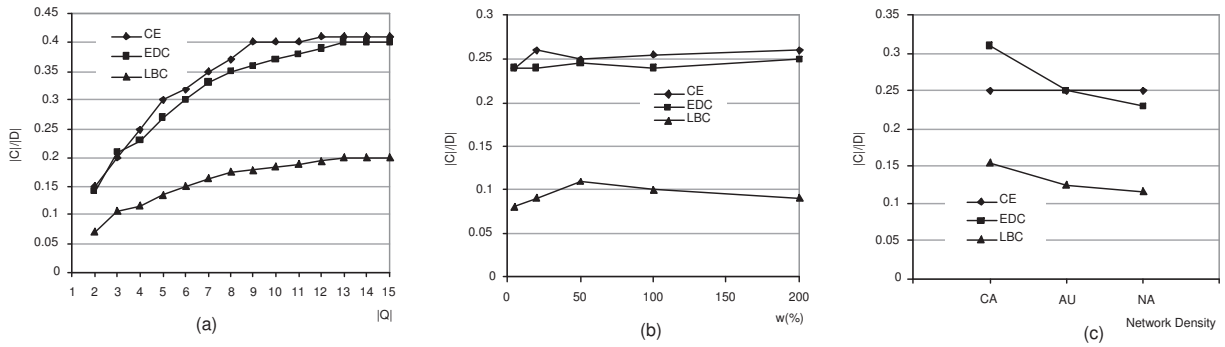 0.45
0.4
0.35
0.3
0.25
0.2
0.15
0.1
0.05
0
|C|/|D|
CE
EDC
LBC
1 2 3 4 5 6 7 8 9 10 11 12 13 14 15
|Q|
(a)
0.3
0.25
0.2
0.15
0.1
0.05
0
|C|/|D|
CE
EDC
LBC
0 50 100 150 200
w(%)
(b)
0.35
0.3
0.25
0.2
0.15
0.1
0.05
0
|C|/|D|
CE
EDC
LBC
CA AU NA
Network Density
(c)